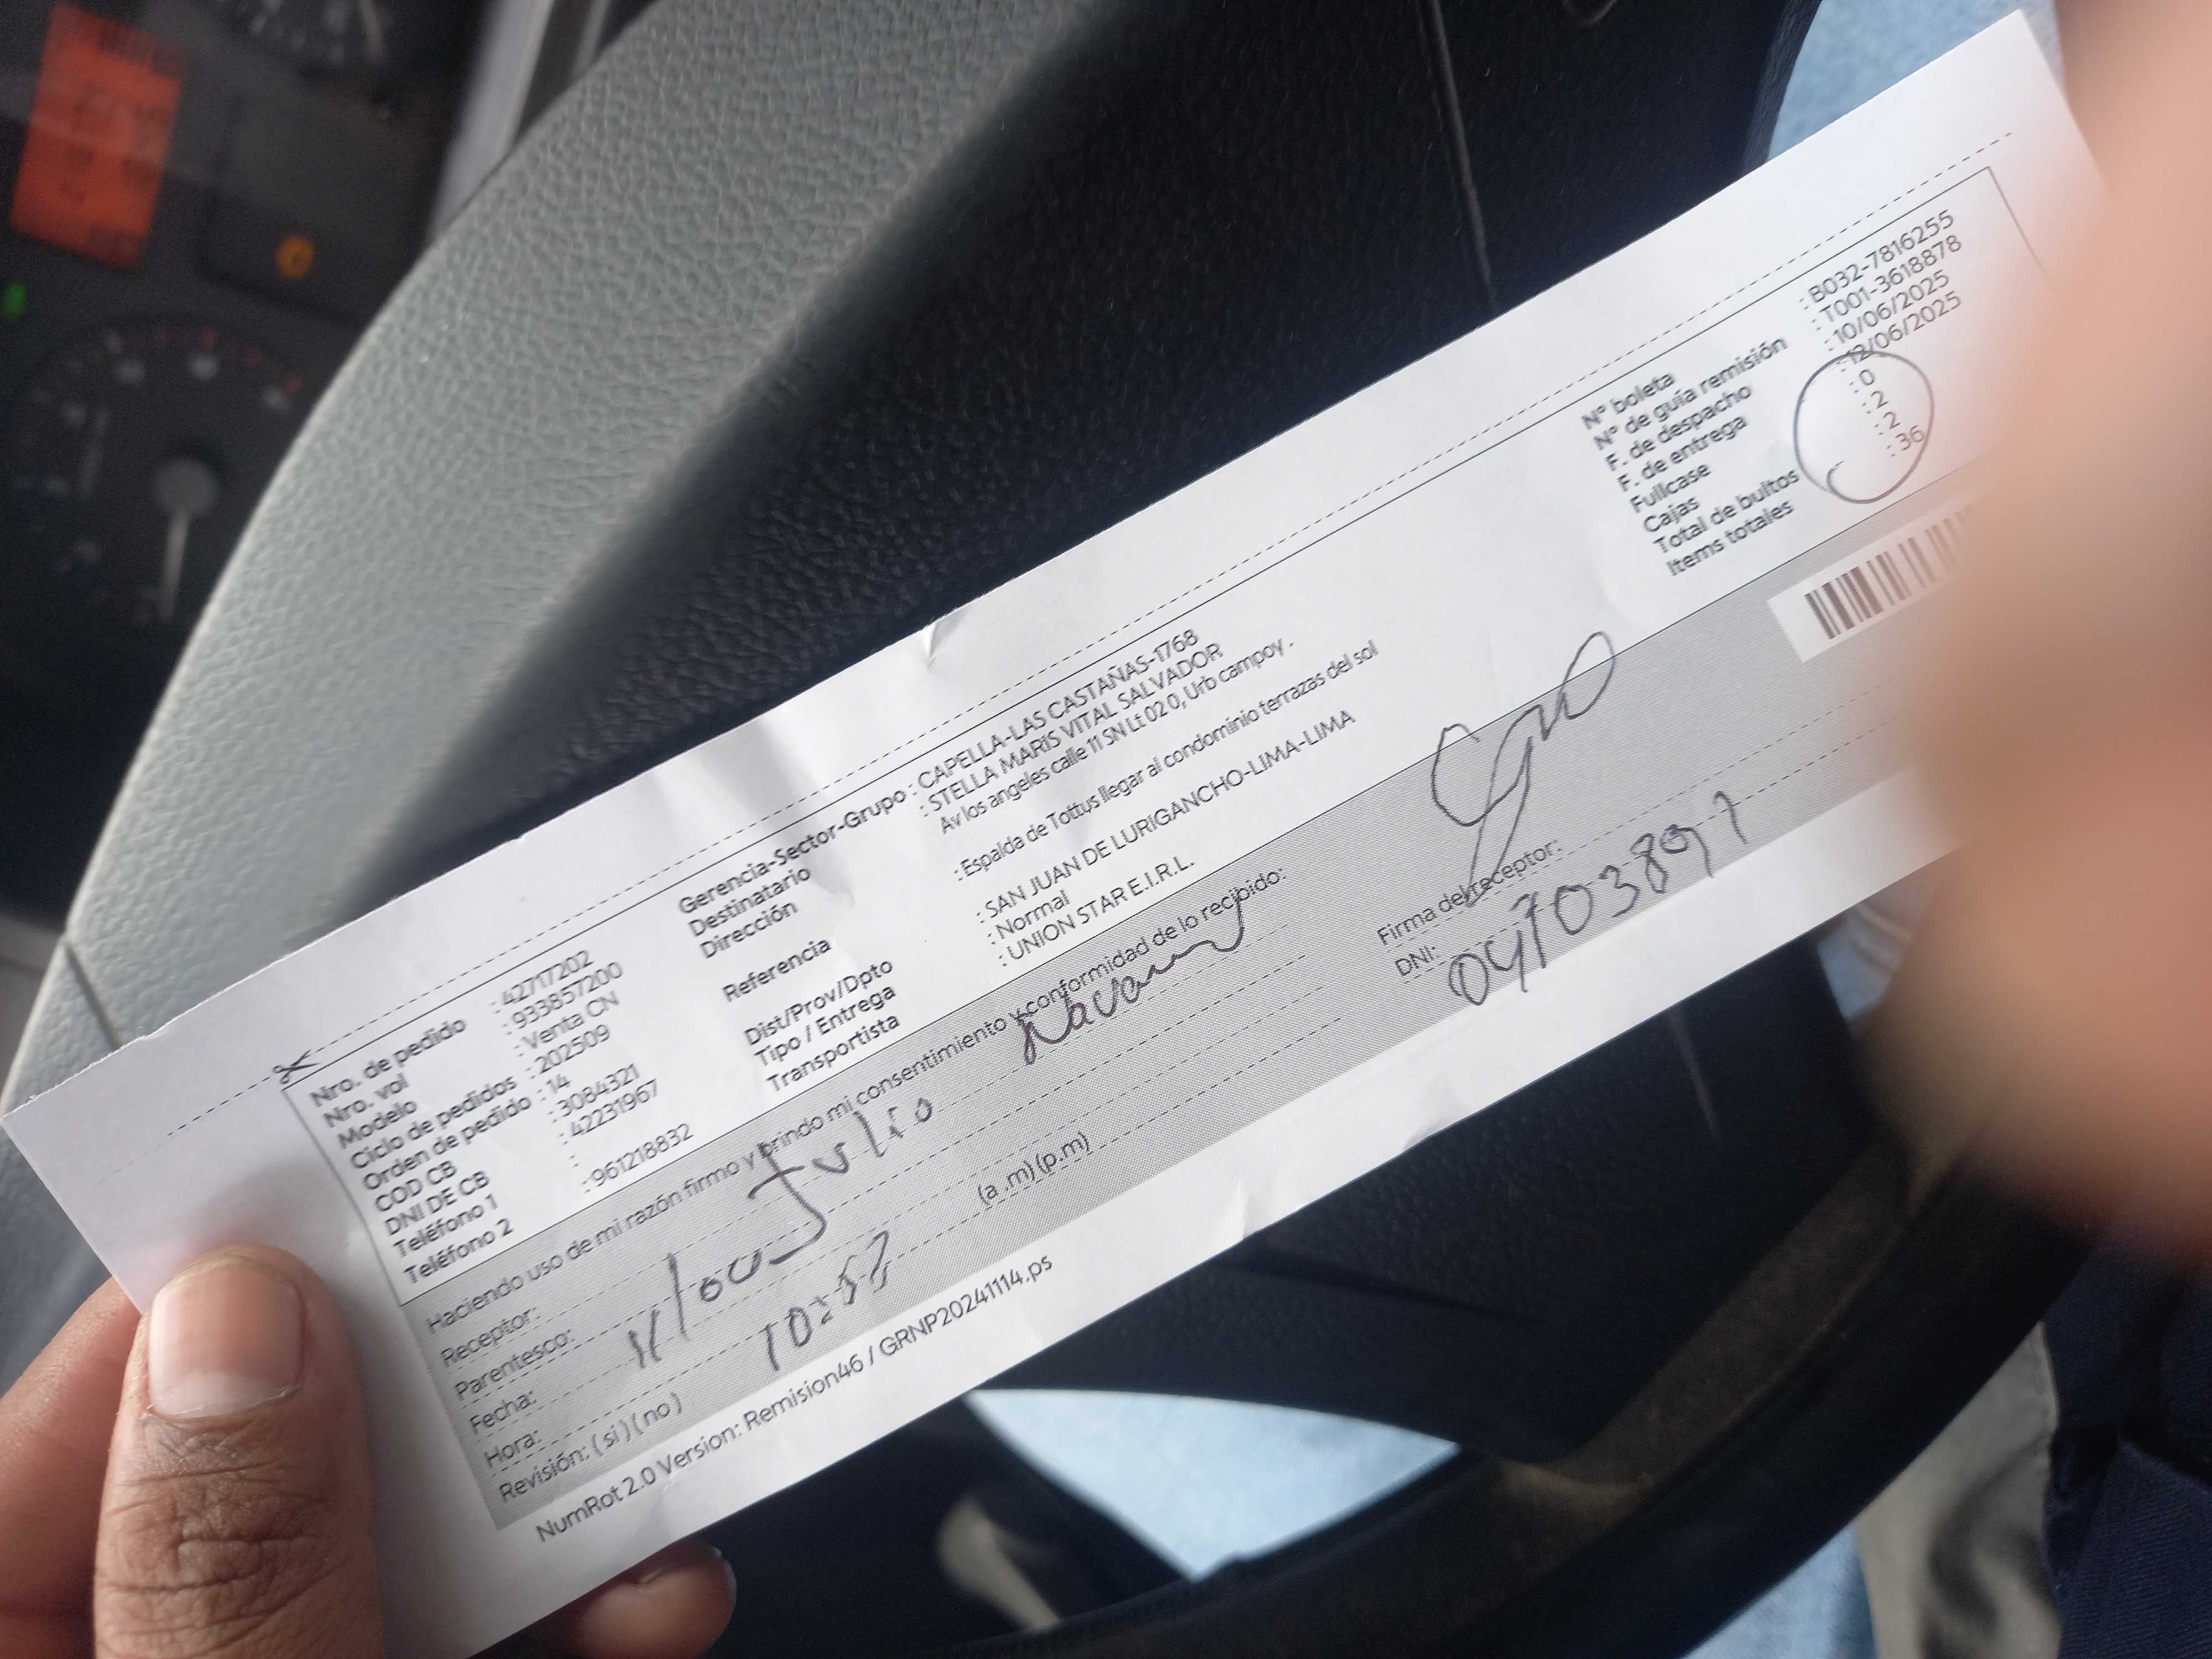 Nro. de pedido : 42717202
Nro. vol : 933857200
Modelo : Venta CN
Ciclo de pedidos : 202509
Orden de pedido : 14
COD CB : 3084321
DNI DE CB : 42231967
Teléfono 1 :
Teléfono 2 : 961218832
Gerencia-Sector-Grupo : CAPELLA-LAS CASTAÑAS-1768
Destinatario : STELLA MARIS VITAL SALVADOR
Dirección Av los angeles calle 11 SN Lt 02 0, Urb campoy .
Referencia : Espalda de Tottus llegar al condominio terrazas del sol
Dist/Prov/Dpto : SAN JUAN DE LURIGANCHO-LIMA-LIMA
Tipo / Entrega : Normal
Transportista : UNION STAR E.I.R.L.
N° boleta : B032-7816255
N° de guía remisión : T001-3618878
F. de despacho : 10/06/2025
F. de entrega : 12/06/2025
Fullcase : 0
Cajas : 2
Total de bultos : 2
Items totales : 36
Haciendo uso de mi razón firmo y brindo mi consentimiento y conformidad de lo recibido:
Receptor: Julio
Parentesco:
Fecha:
Hora: 10:57
Revisión: (si) (no) (a .m) (p.m)
Firma del receptor:
DNI: 04703897
NumRot 2.0 Version: Remision46 / GRNP20241114.ps